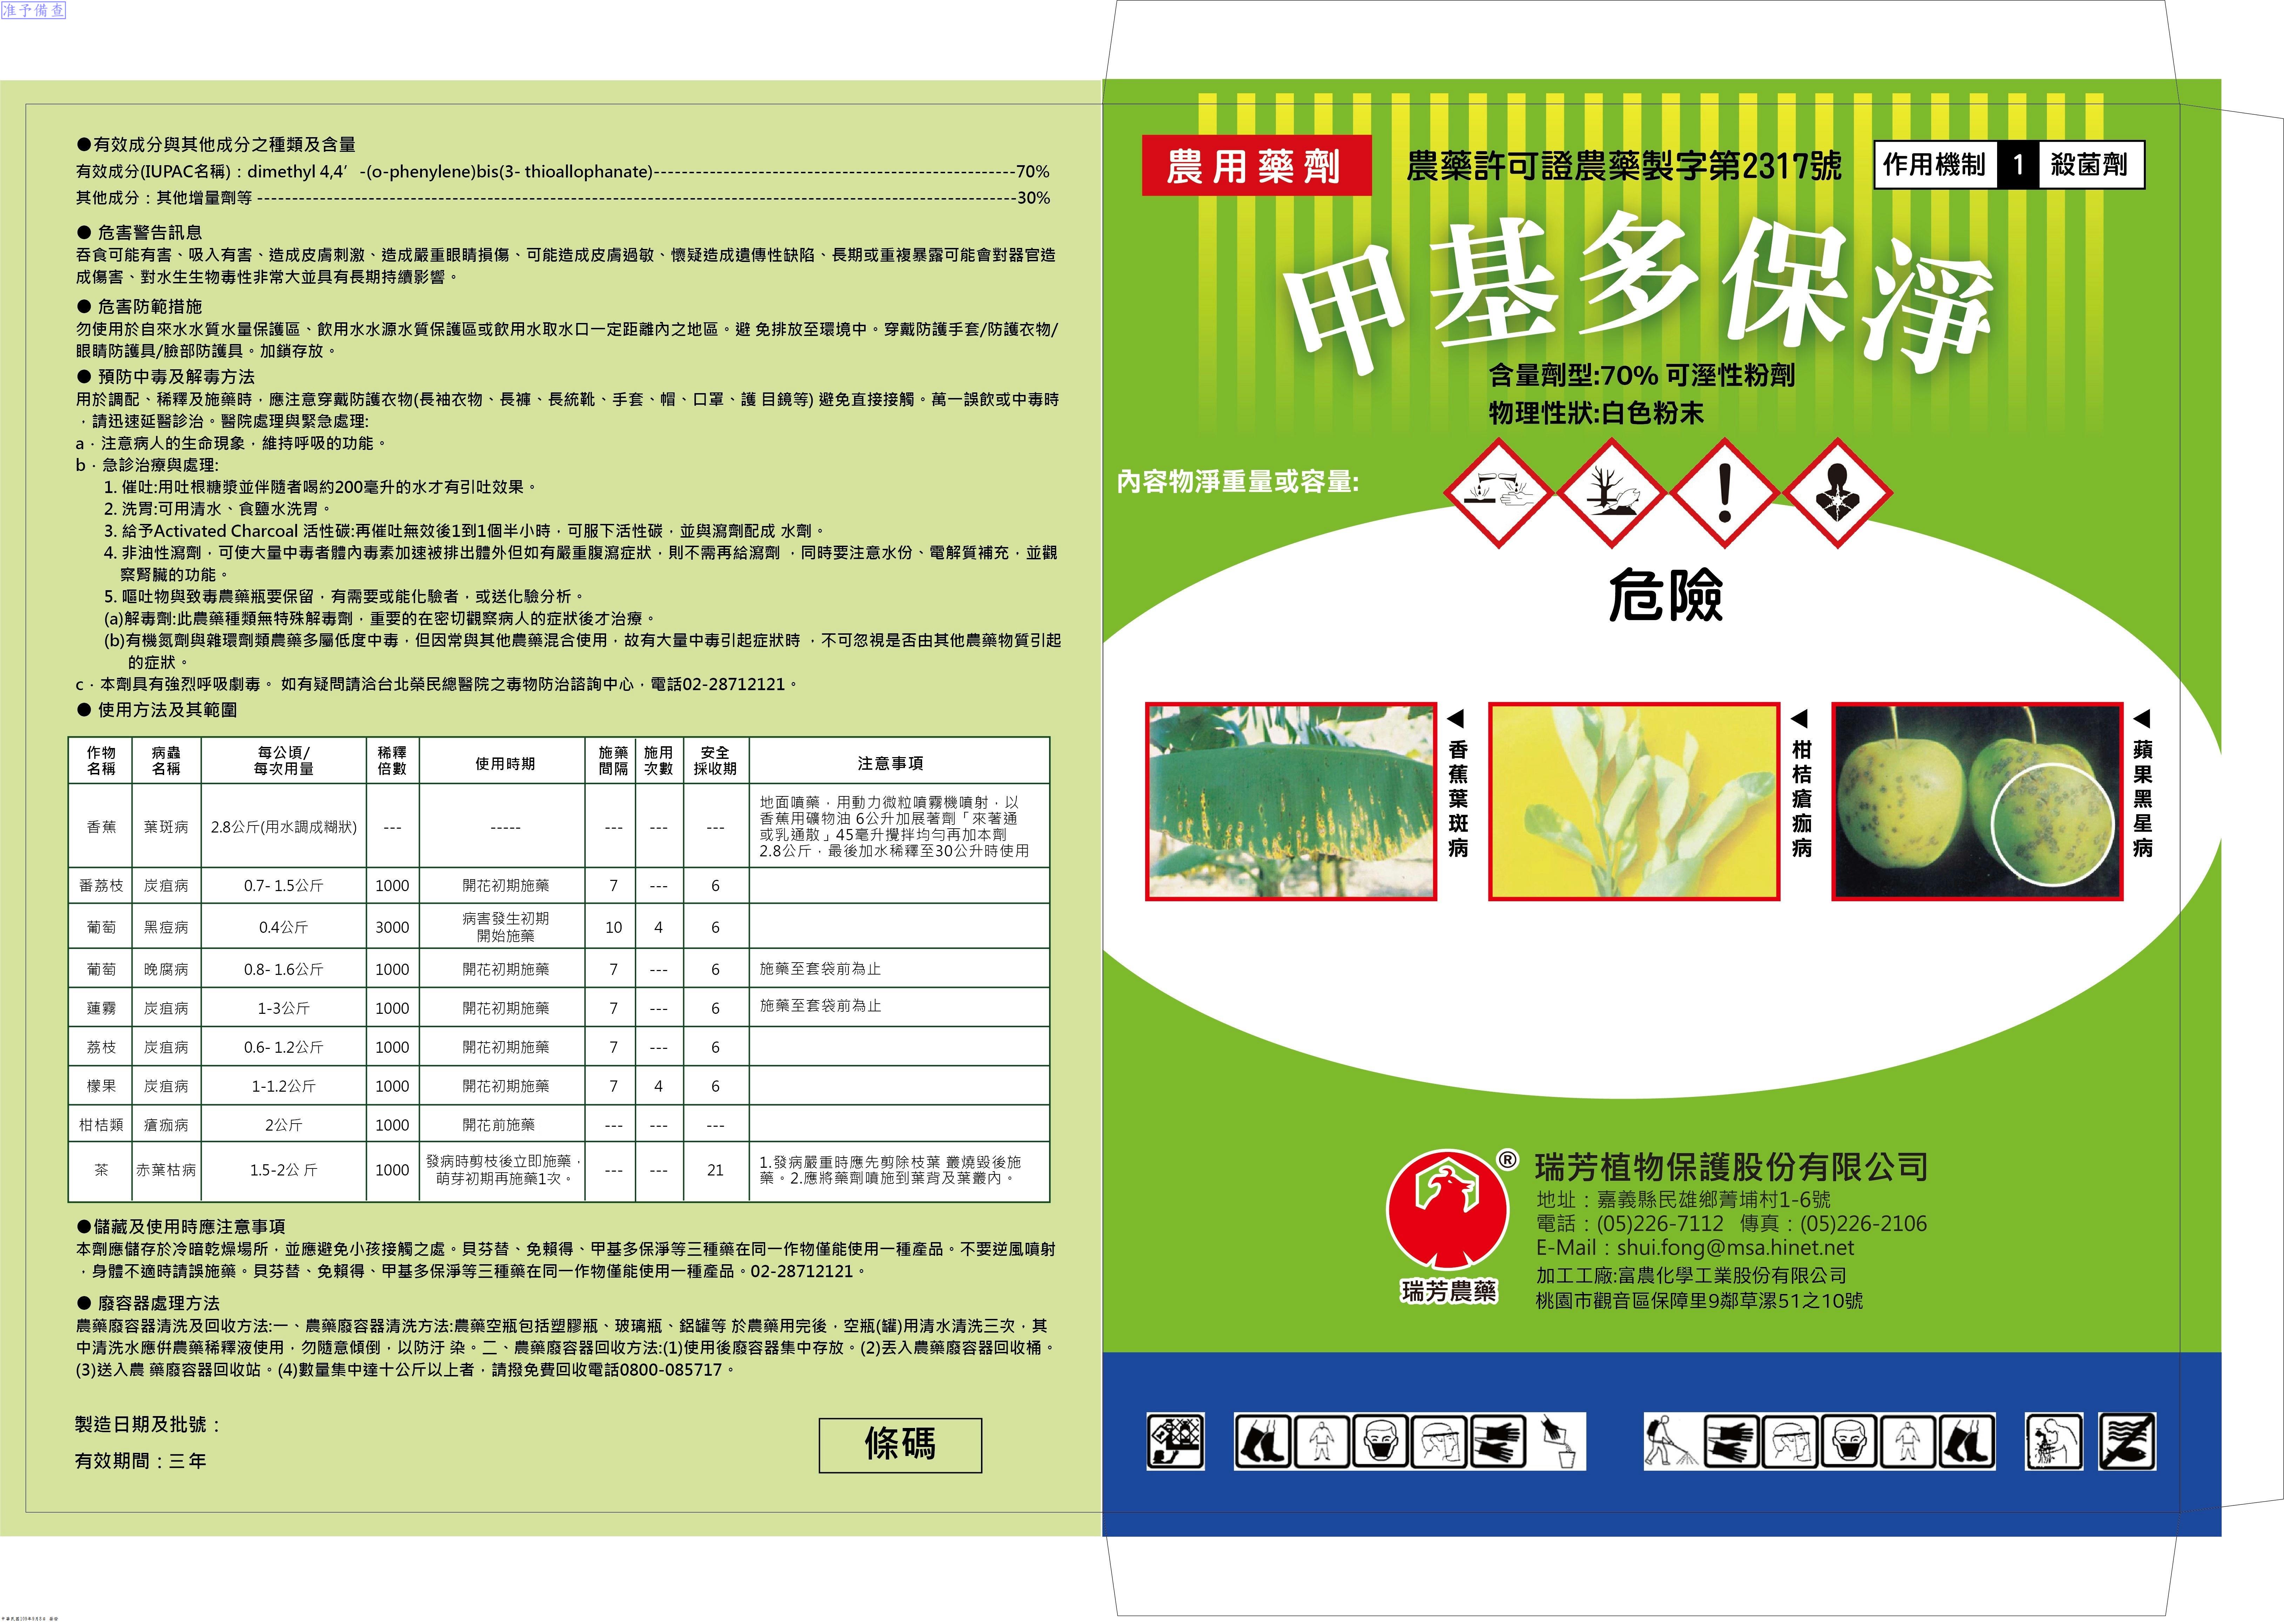 准予備查
●有效成分與其他成分之種類及含量
有效成分(IUPAC名稱)：dimethyl 4,4′-(o-phenylene)bis(3- thioallophanate)----------------------------------------------------70%
其他成分：其他增量劑等 -------------------------------------------------------------------------------------------------------------30%
● 危害警告訊息
吞食可能有害、吸入有害、造成皮膚刺激、造成嚴重眼睛損傷、可能造成皮膚過敏、懷疑造成遺傳性缺陷、長期或重複暴露可能會對器官造
成傷害、對水生生物毒性非常大並具有長期持續影響。
● 危害防範措施
勿使用於自來水水質水量保護區、飲用水水源水質保護區或飲用水取水口一定距離內之地區。避 免排放至環境中。穿戴防護手套/防護衣物/
眼睛防護具/臉部防護具。加鎖存放。
● 預防中毒及解毒方法
用於調配、稀釋及施藥時，應注意穿戴防護衣物(長袖衣物、長褲、長統靴、手套、帽、口罩、護 目鏡等) 避免直接接觸。萬一誤飲或中毒時
，請迅速延醫診治。醫院處理與緊急處理:
a．注意病人的生命現象，維持呼吸的功能。
b．急診治療與處理:
1. 催吐:用吐根糖漿並伴隨者喝約200毫升的水才有引吐效果。
2. 洗胃:可用清水、食鹽水洗胃。
3. 給予Activated Charcoal 活性碳:再催吐無效後1到1個半小時，可服下活性碳，並與瀉劑配成 水劑。
4. 非油性瀉劑，可使大量中毒者體內毒素加速被排出體外但如有嚴重腹瀉症狀，則不需再給瀉劑 ，同時要注意水份、電解質補充，並觀
察腎臟的功能。
5. 嘔吐物與致毒農藥瓶要保留，有需要或能化驗者，或送化驗分析。
(a)解毒劑:此農藥種類無特殊解毒劑，重要的在密切觀察病人的症狀後才治療。
(b)有機氮劑與雜環劑類農藥多屬低度中毒，但因常與其他農藥混合使用，故有大量中毒引起症狀時 ，不可忽視是否由其他農藥物質引起
的症狀。
c．本劑具有強烈呼吸劇毒。 如有疑問請洽台北榮民總醫院之毒物防治諮詢中心，電話02-28712121。
● 使用方法及其範圍
作物名稱 病蟲名稱 每公頃/每次用量 稀釋倍數 使用時期 施藥間隔 施用次數 安全採收期 注意事項
香蕉 葉斑病 2.8公斤(用水調成糊狀) --- ----- --- --- --- 地面噴藥，用動力微粒噴霧機噴射，以
香蕉用礦物油 6公升加展著劑「來著通
或乳通散」45毫升攪拌均勻再加本劑
2.8公斤，最後加水稀釋至30公升時使用
番荔枝 炭疽病 0.7- 1.5公斤 1000 開花初期施藥 7 --- 6
葡萄 黑痘病 0.4公斤 3000 病害發生初期開始施藥 10 4 6
葡萄 晚腐病 0.8- 1.6公斤 1000 開花初期施藥 7 --- 6 施藥至套袋前為止
蓮霧 炭疽病 1-3公斤 1000 開花初期施藥 7 --- 6 施藥至套袋前為止
荔枝 炭疽病 0.6- 1.2公斤 1000 開花初期施藥 7 --- 6
檬果 炭疽病 1-1.2公斤 1000 開花初期施藥 7 4 6
柑桔類 瘡痂病 2公斤 1000 開花前施藥 --- --- ---
茶 赤葉枯病 1.5-2公 斤 1000 發病時剪枝後立即施藥，萌芽初期再施藥1次。 --- --- 21 1.發病嚴重時應先剪除枝葉 叢燒毀後施
藥。2.應將藥劑噴施到葉背及葉叢內。
●儲藏及使用時應注意事項
本劑應儲存於冷暗乾燥場所，並應避免小孩接觸之處。貝芬替、免賴得、甲基多保淨等三種藥在同一作物僅能使用一種產品。不要逆風噴射
，身體不適時請誤施藥。貝芬替、免賴得、甲基多保淨等三種藥在同一作物僅能使用一種產品。02-28712121。
● 廢容器處理方法
農藥廢容器清洗及回收方法:一、農藥廢容器清洗方法:農藥空瓶包括塑膠瓶、玻璃瓶、鋁罐等 於農藥用完後，空瓶(罐)用清水清洗三次，其
中清洗水應併農藥稀釋液使用，勿隨意傾倒，以防汙 染。二、農藥廢容器回收方法:(1)使用後廢容器集中存放。(2)丟入農藥廢容器回收桶。
(3)送入農 藥廢容器回收站。(4)數量集中達十公斤以上者，請撥免費回收電話0800-085717。
製造日期及批號：
有效期間：三年
條碼
農用藥劑
農藥許可證農藥製字第2317號
作用機制 1 殺菌劑
甲基多保淨
含量劑型:70% 可溼性粉劑
物理性狀:白色粉末
內容物淨重量或容量:
危險
◀香蕉葉斑病
◀柑桔瘡痂病
◀蘋果黑星病
®
瑞芳農藥
瑞芳植物保護股份有限公司
地址：嘉義縣民雄鄉菁埔村1-6號
電話：(05)226-7112 傳真：(05)226-2106
E-Mail：shui.fong@msa.hinet.net
加工工廠:富農化學工業股份有限公司
桃園市觀音區保障里9鄰草漯51之10號